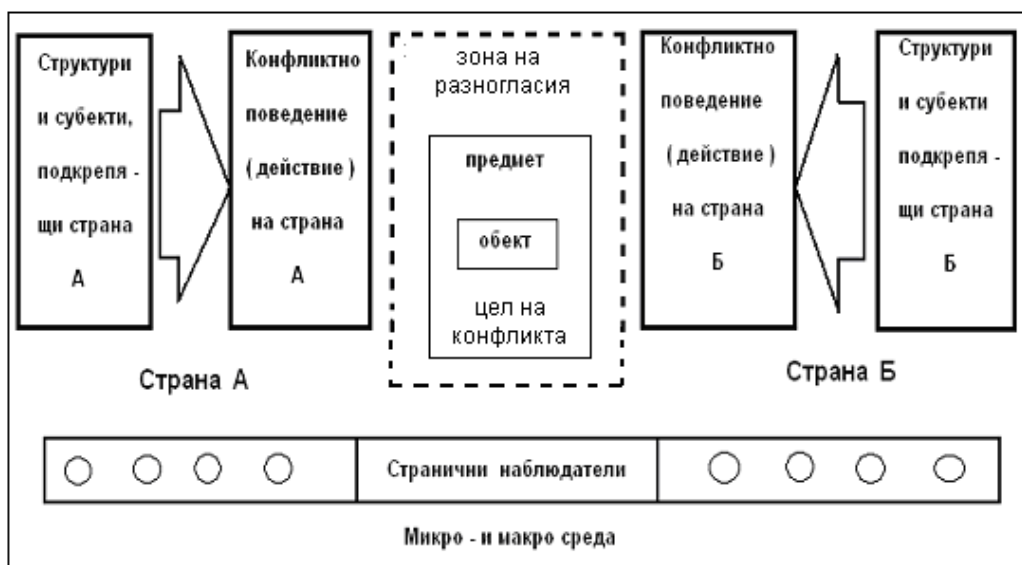 Структури
и субекти,
подкрепя -
щи страна
А
Конфликтно
поведение
( действие )
на страна
А
зона на
разногласия
предмет
обект
цел на
конфликта
Конфликтно
поведение
( действие )
на страна
Б
Структури
и субекти
подкрепя -
щи страна
Б
Страна А
Страна Б
Странични наблюдатели
Микро - и макро среда